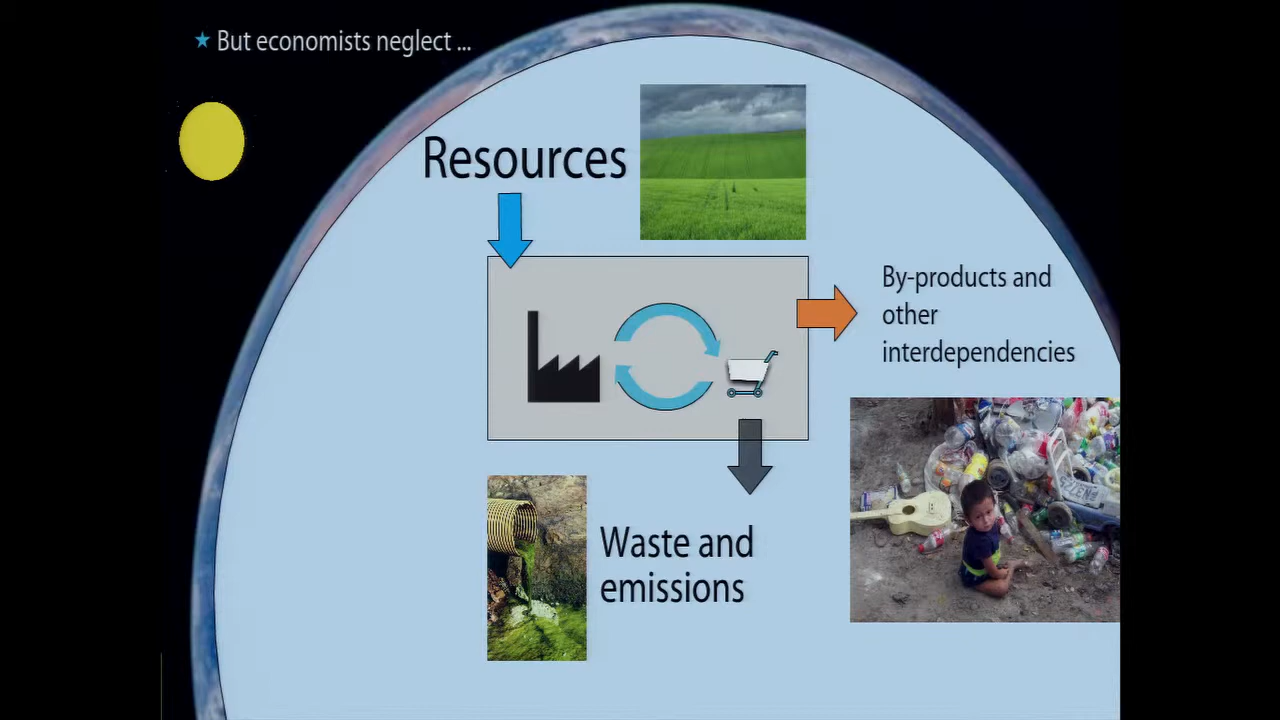 ★ But economists neglect ...
Resources
By-products and
other
interdependencies
Waste and
emissions